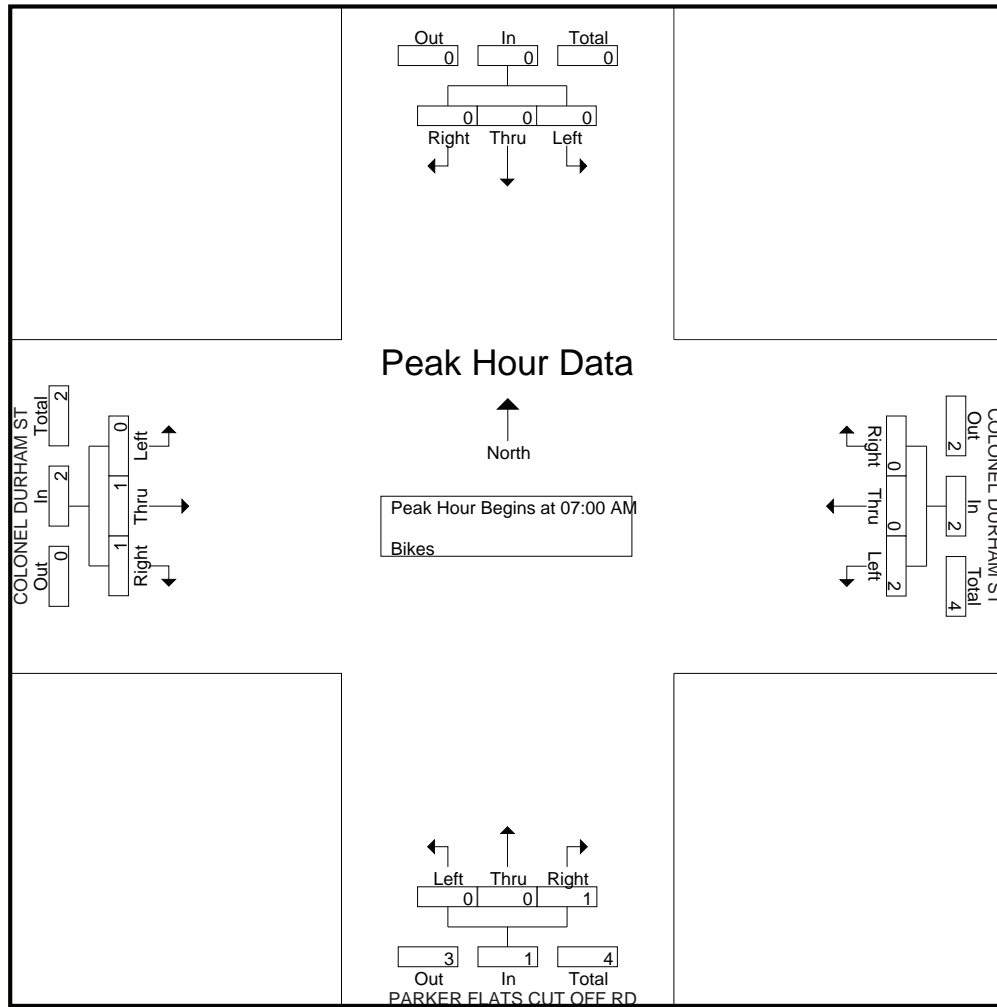 Out In Total
0 0 0
0 0 0
Right Thru Left
Peak Hour Data
North
Peak Hour Begins at 07:00 AM
Bikes
COLONEL DURHAM ST
Out In Total
0 2 2
1 1 0
Right Thru Left
COLONEL DURHAM ST
Out In Total
2 2 4
0 0 2
Right Thru Left
Left Thru Right
0 0 1
3 1 4
Out In Total
PARKER FLATS CUT OFF RD